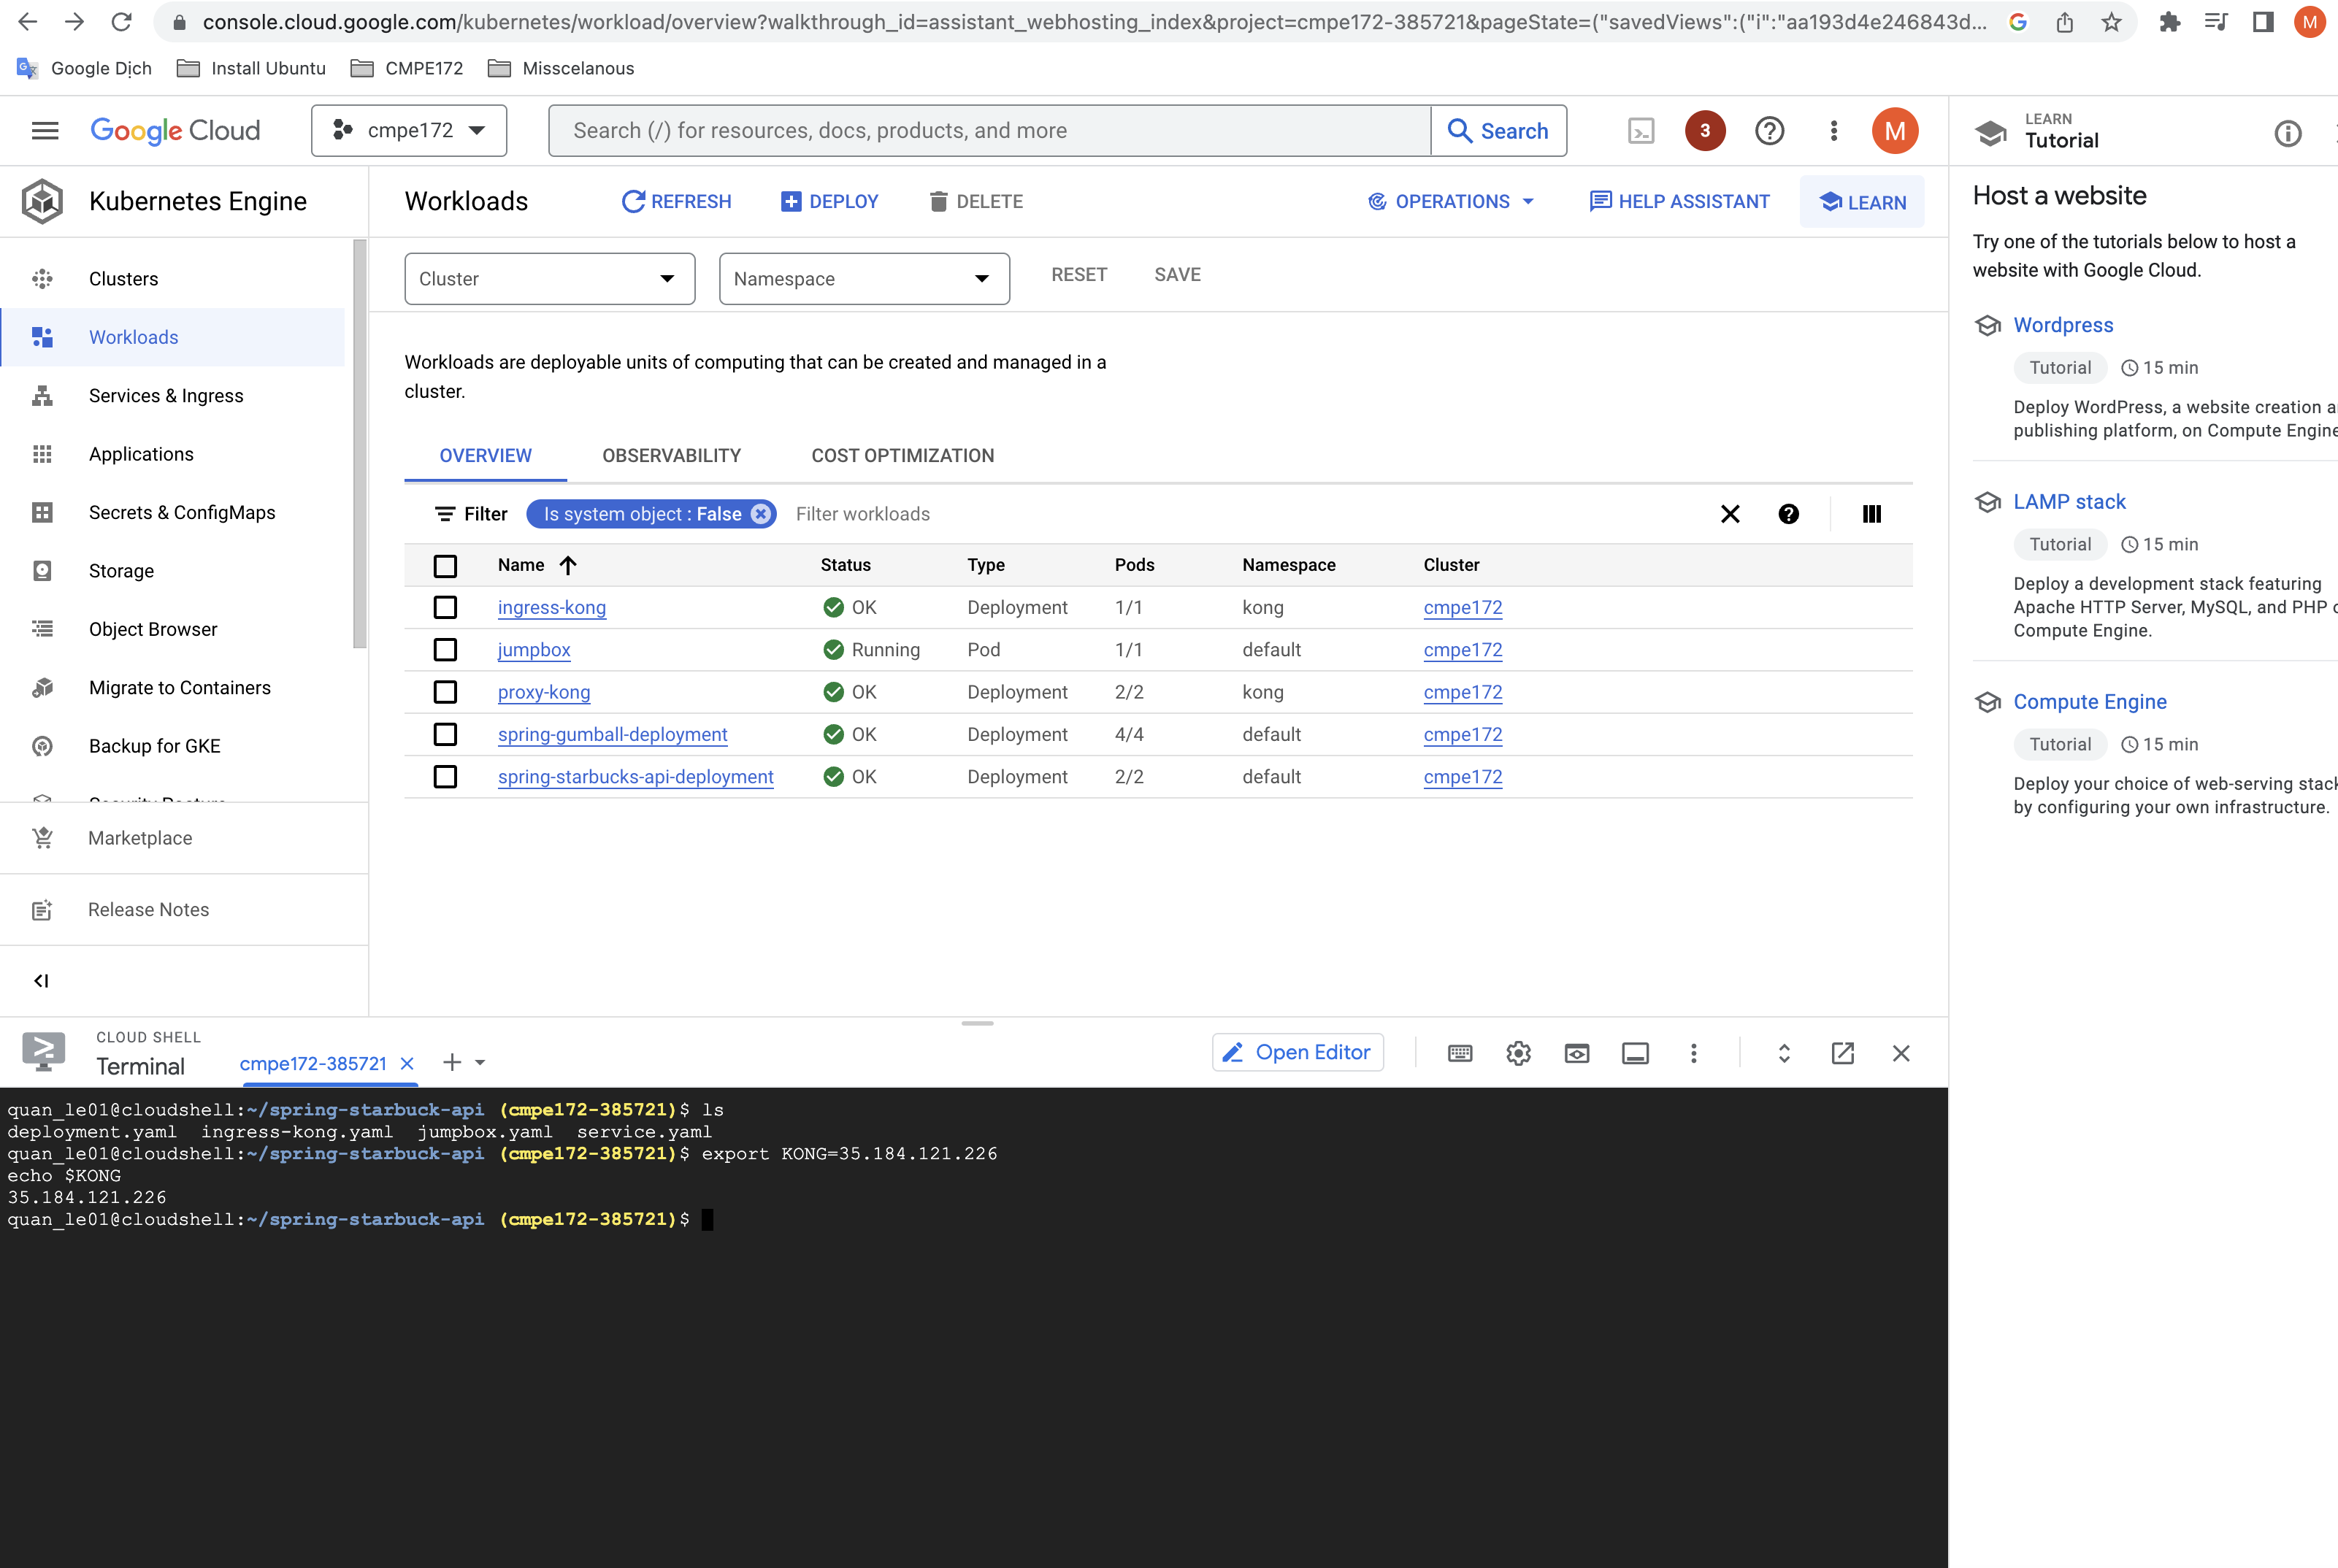 console.cloud.google.com/kubernetes/workload/overview?walkthrough_id=assistant_webhosting_index&project=cmpe172-385721&pageState=("savedViews":("i":"aa193d4e246843d...
M
Google Dịch
Install Ubuntu
CMPE172
Misscelanous
Google Cloud
cmpe172
Search (/) for resources, docs, products, and more
Search
3
M
LEARN
Tutorial
Kubernetes Engine
Workloads
REFRESH
DEPLOY
DELETE
OPERATIONS
HELP ASSISTANT
LEARN
Clusters
Workloads
Services & Ingress
Applications
Secrets & ConfigMaps
Storage
Object Browser
Migrate to Containers
Backup for GKE
Security Posture
Marketplace
Release Notes
Cluster
Namespace
RESET
SAVE
Workloads are deployable units of computing that can be created and managed in a
cluster.
OVERVIEW
OBSERVABILITY
COST OPTIMIZATION
Filter
Is system object : False
Filter workloads
Name Status Type Pods Namespace Cluster
ingress-kong OK Deployment 1/1 kong cmpe172
jumpbox Running Pod 1/1 default cmpe172
proxy-kong OK Deployment 2/2 kong cmpe172
spring-gumball-deployment OK Deployment 4/4 default cmpe172
spring-starbucks-api-deployment OK Deployment 2/2 default cmpe172
Host a website
Try one of the tutorials below to host a
website with Google Cloud.
Wordpress
Tutorial 15 min
Deploy WordPress, a website creation a
publishing platform, on Compute Engine
LAMP stack
Tutorial 15 min
Deploy a development stack featuring
Apache HTTP Server, MySQL, and PHP
Compute Engine.
Compute Engine
Tutorial 15 min
Deploy your choice of web-serving stack
by configuring your own infrastructure.
CLOUD SHELL
Terminal
cmpe172-385721
Open Editor
quan_le01@cloudshell:~/spring-starbuck-api (cmpe172-385721)$ ls
deployment.yaml ingress-kong.yaml jumpbox.yaml service.yaml
quan_le01@cloudshell:~/spring-starbuck-api (cmpe172-385721)$ export KONG=35.184.121.226
echo $KONG
35.184.121.226
quan_le01@cloudshell:~/spring-starbuck-api (cmpe172-385721)$